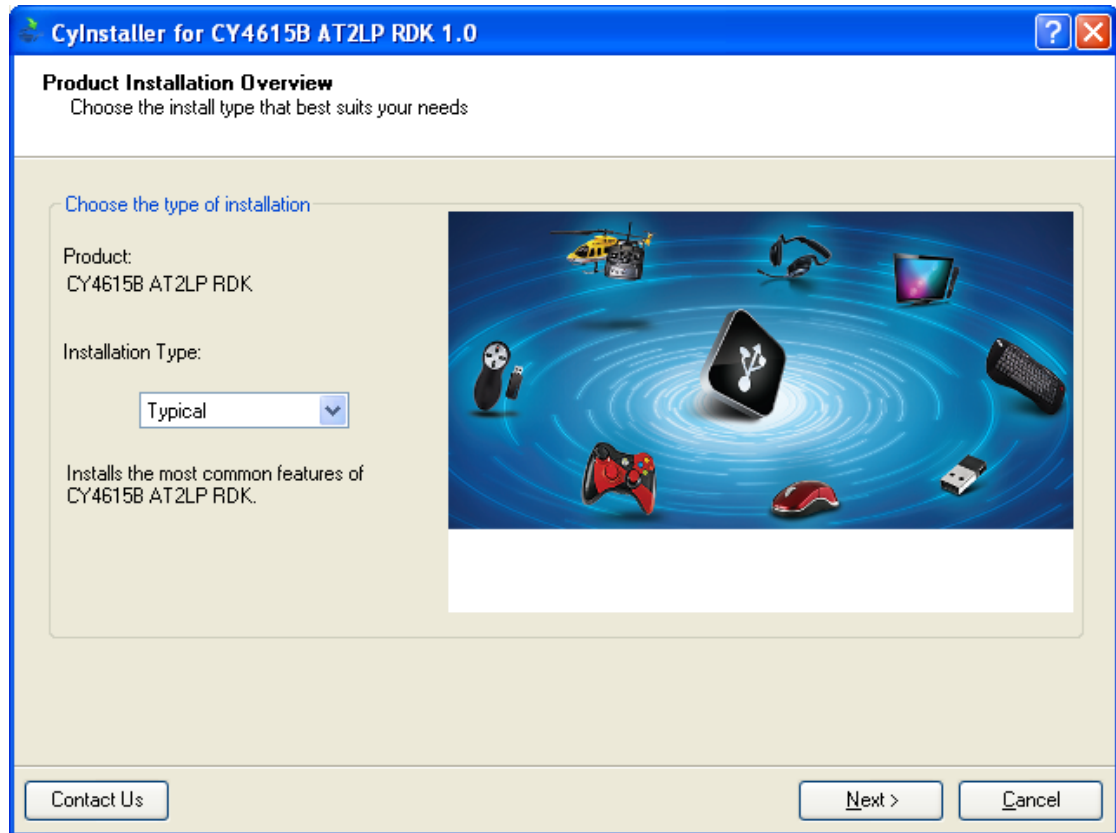 CyInstaller for CY4615B AT2LP RDK 1.0
Product Installation Overview
Choose the install type that best suits your needs
Choose the type of installation
Product:
CY4615B AT2LP RDK
Installation Type:
Typical
Installs the most common features of
CY4615B AT2LP RDK.
Contact Us
Next >
Cancel